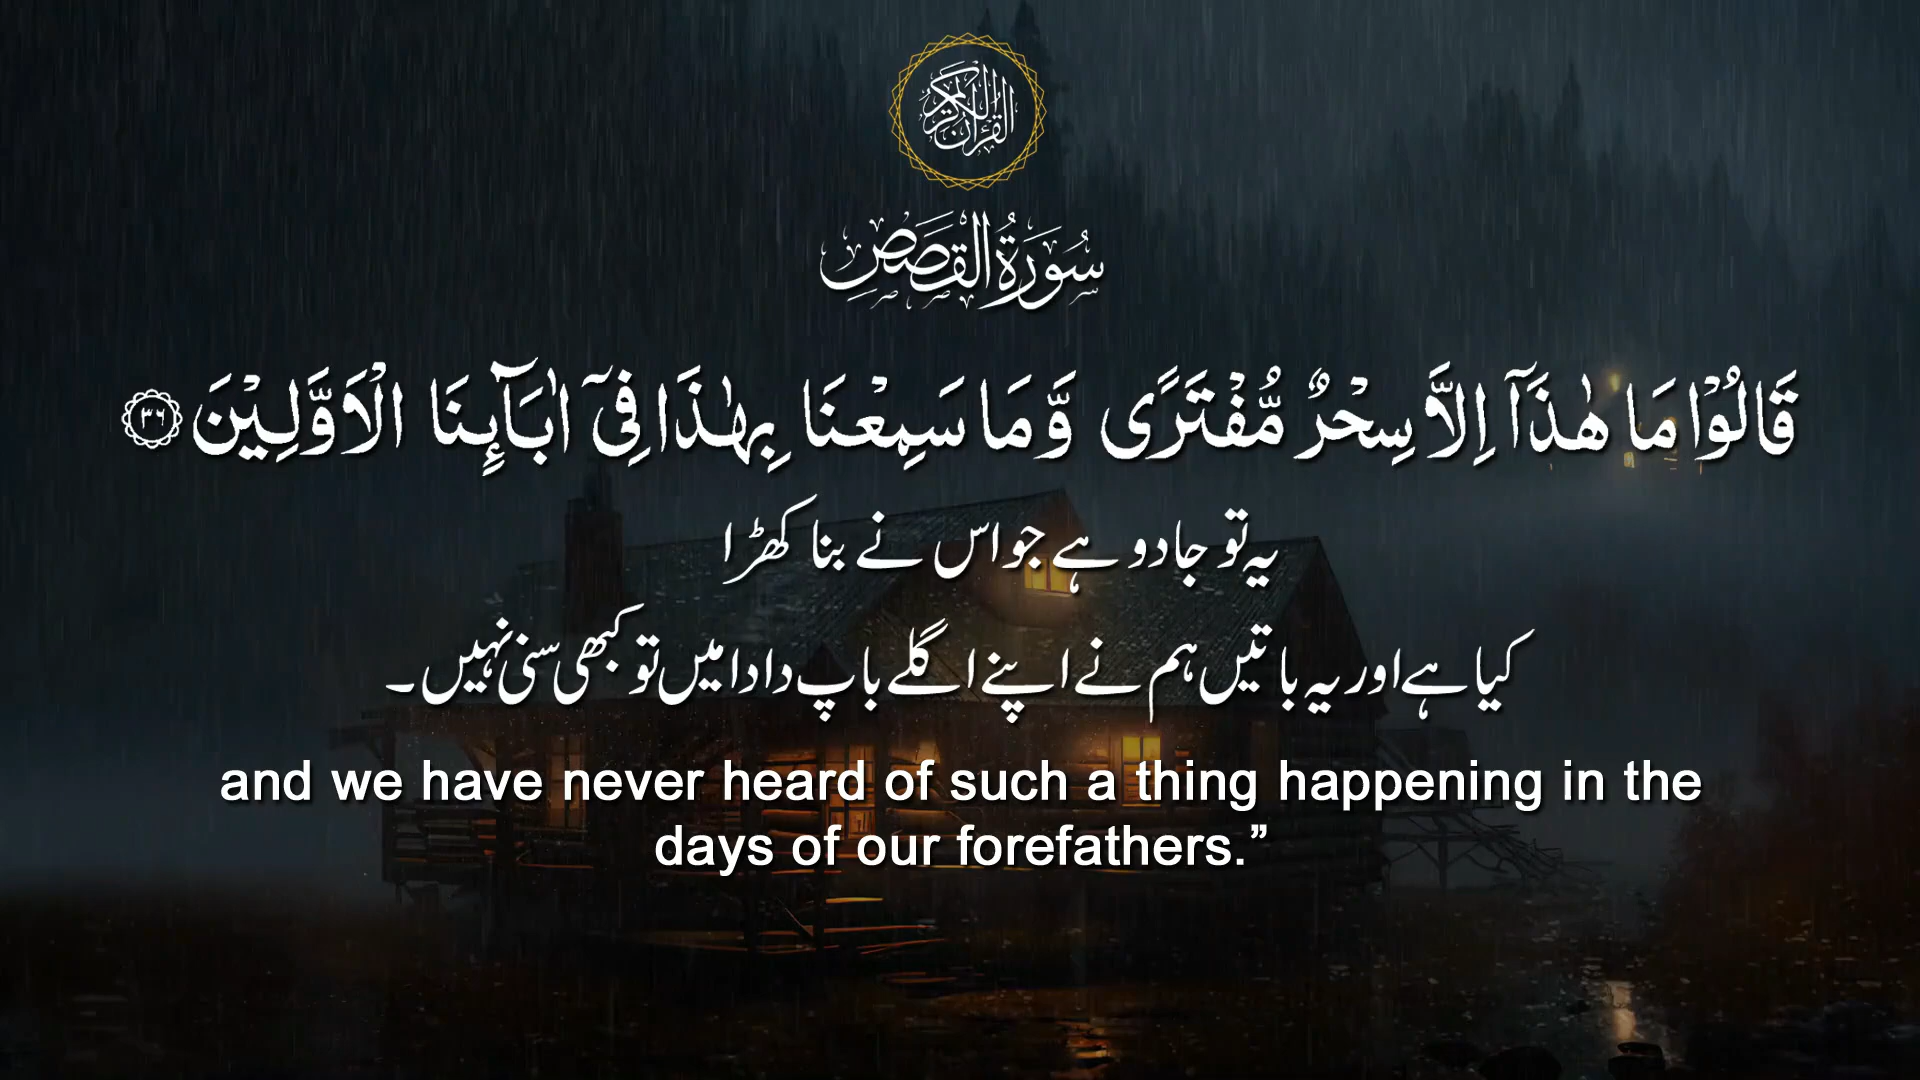 القرآن الكريم
سُوْرَةُ الْقَصَصِ
قَالُوْا مَا هٰذَآ اِلَّا سِحْرٌ مُّفْتَرًى وَّمَا سَمِعْنَا بِهٰذَا فِىْٓ اٰبَآئِنَا الْاَوَّلِيْنَ ۝٣٦
یہ تو جادو ہے جو اس نے بنا کھڑا
کیا ہے اور یہ باتیں ہم نے اپنے اگلے باپ دادا میں تو کبھی سنی نہیں۔
and we have never heard of such a thing happening in the
days of our forefathers.”